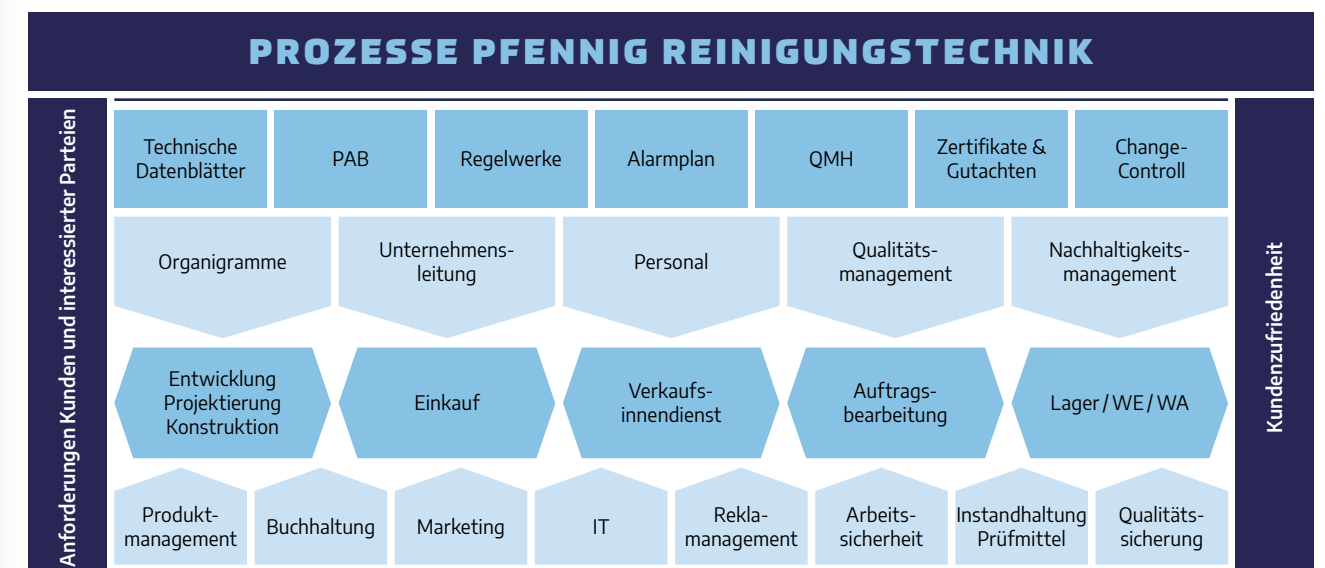 PROZESSE PFENNIG REINIGUNGSTECHNIK
Anforderungen Kunden und interessierter Parteien
Technische
Datenblätter
PAB
Regelwerke
Alarmplan
QMH
Zertifikate &
Gutachten
Change-
Controll
Organigramme
Unternehmens-
leitung
Personal
Qualitäts-
management
Nachhaltigkeits-
management
Entwicklung
Projektierung
Konstruktion
Einkauf
Verkaufs-
innendienst
Auftrags-
bearbeitung
Lager / WE / WA
Produkt-
management
Buchhaltung
Marketing
IT
Rekla-
management
Arbeits-
sicherheit
Instandhaltung
Prüfmittel
Qualitäts-
sicherung
Kundenzufriedenheit